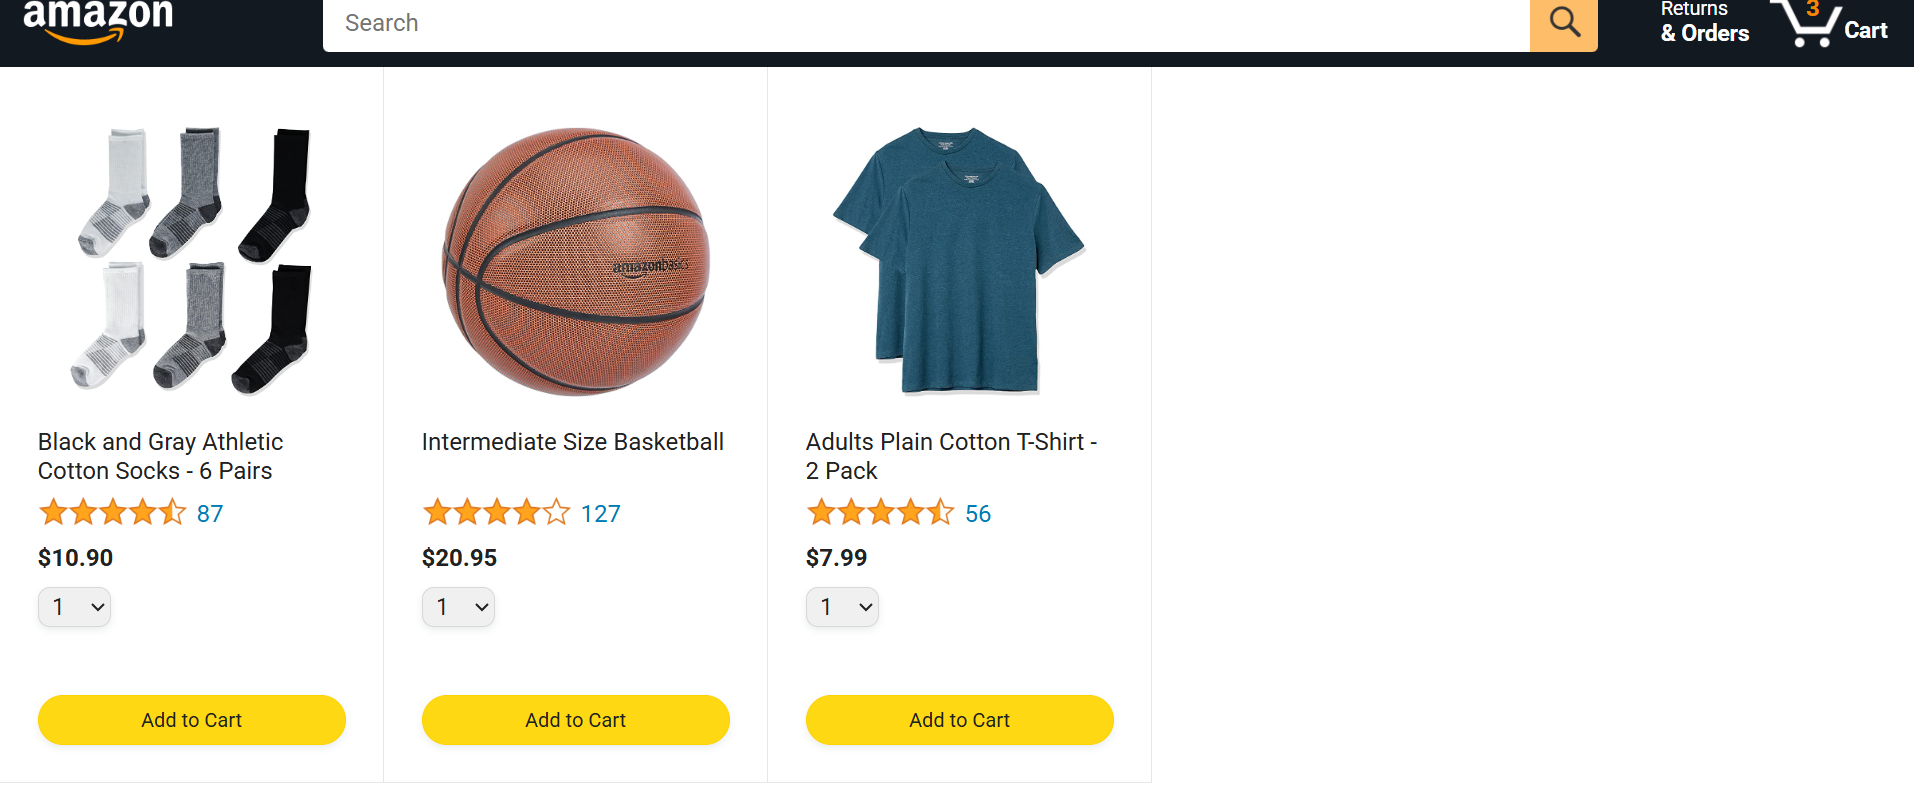 amazon
Search
Returns
& Orders
3
Cart
amazonbasics
Black and Gray Athletic
Cotton Socks - 6 Pairs
87
$10.90
1
Add to Cart
Intermediate Size Basketball
127
$20.95
1
Add to Cart
Adults Plain Cotton T-Shirt -
2 Pack
56
$7.99
1
Add to Cart